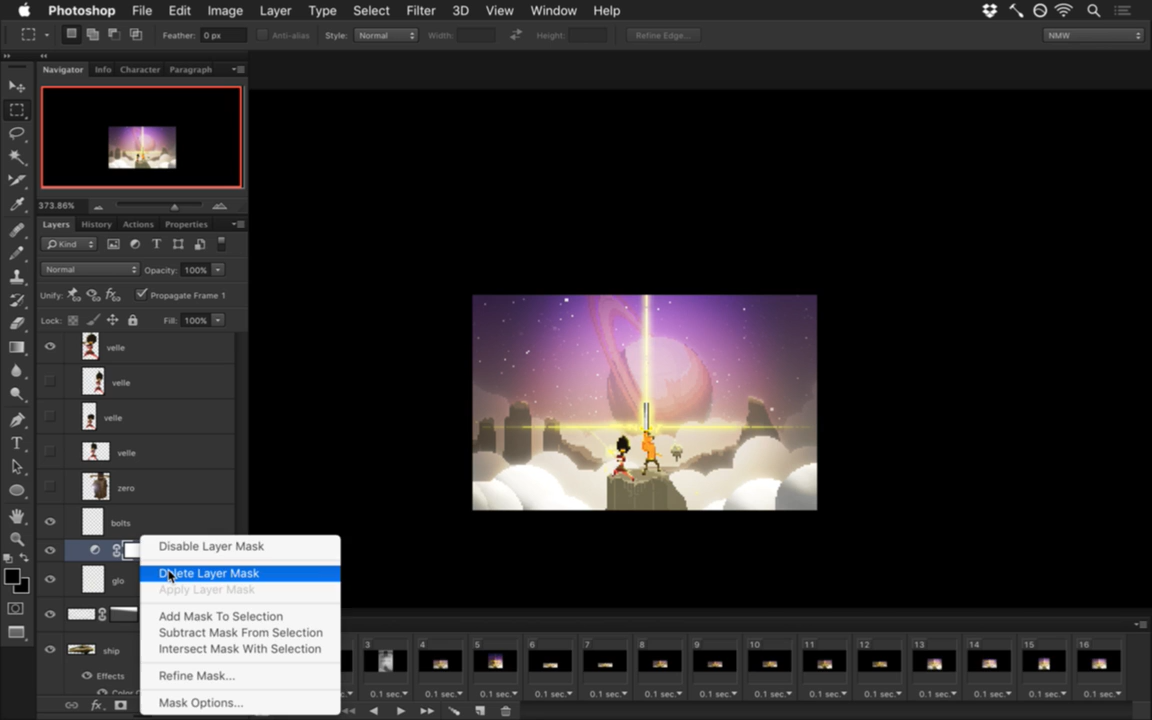 Photoshop File Edit Image Layer Type Select Filter 3D View Window Help
Feather: 0 px Anti-alias Style: Normal Width: Height: Refine Edge... NMW
Navigator Info Character Paragraph
373.86%
Layers History Actions Properties
Kind
Normal Opacity: 100%
Unify: Propagate Frame 1
Lock: Fill: 100%
velle
velle
velle
velle
zero
bolts
glo
ship
Effects
Disable Layer Mask
Delete Layer Mask
Apply Layer Mask
Add Mask To Selection
Subtract Mask From Selection
Intersect Mask With Selection
Refine Mask...
Mask Options...
3 4 5 6 7 8 9 10 11 12 13 14 15 16
0.1 sec. 0.1 sec. 0.1 sec. 0.1 sec. 0.1 sec. 0.1 sec. 0.1 sec. 0.1 sec. 0.1 sec. 0.1 sec. 0.1 sec. 0.1 sec. 0.1 sec. 0.1 sec.